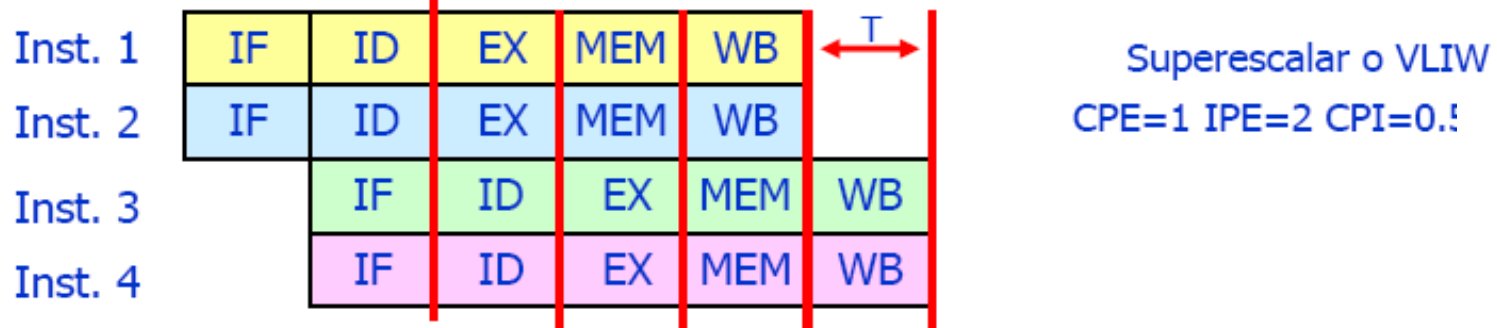 Inst. 1 IF ID EX MEM WB T
Superescalar o VLIW
Inst. 2 IF ID EX MEM WB
CPE=1 IPE=2 CPI=0.5
Inst. 3 IF ID EX MEM WB
Inst. 4 IF ID EX MEM WB